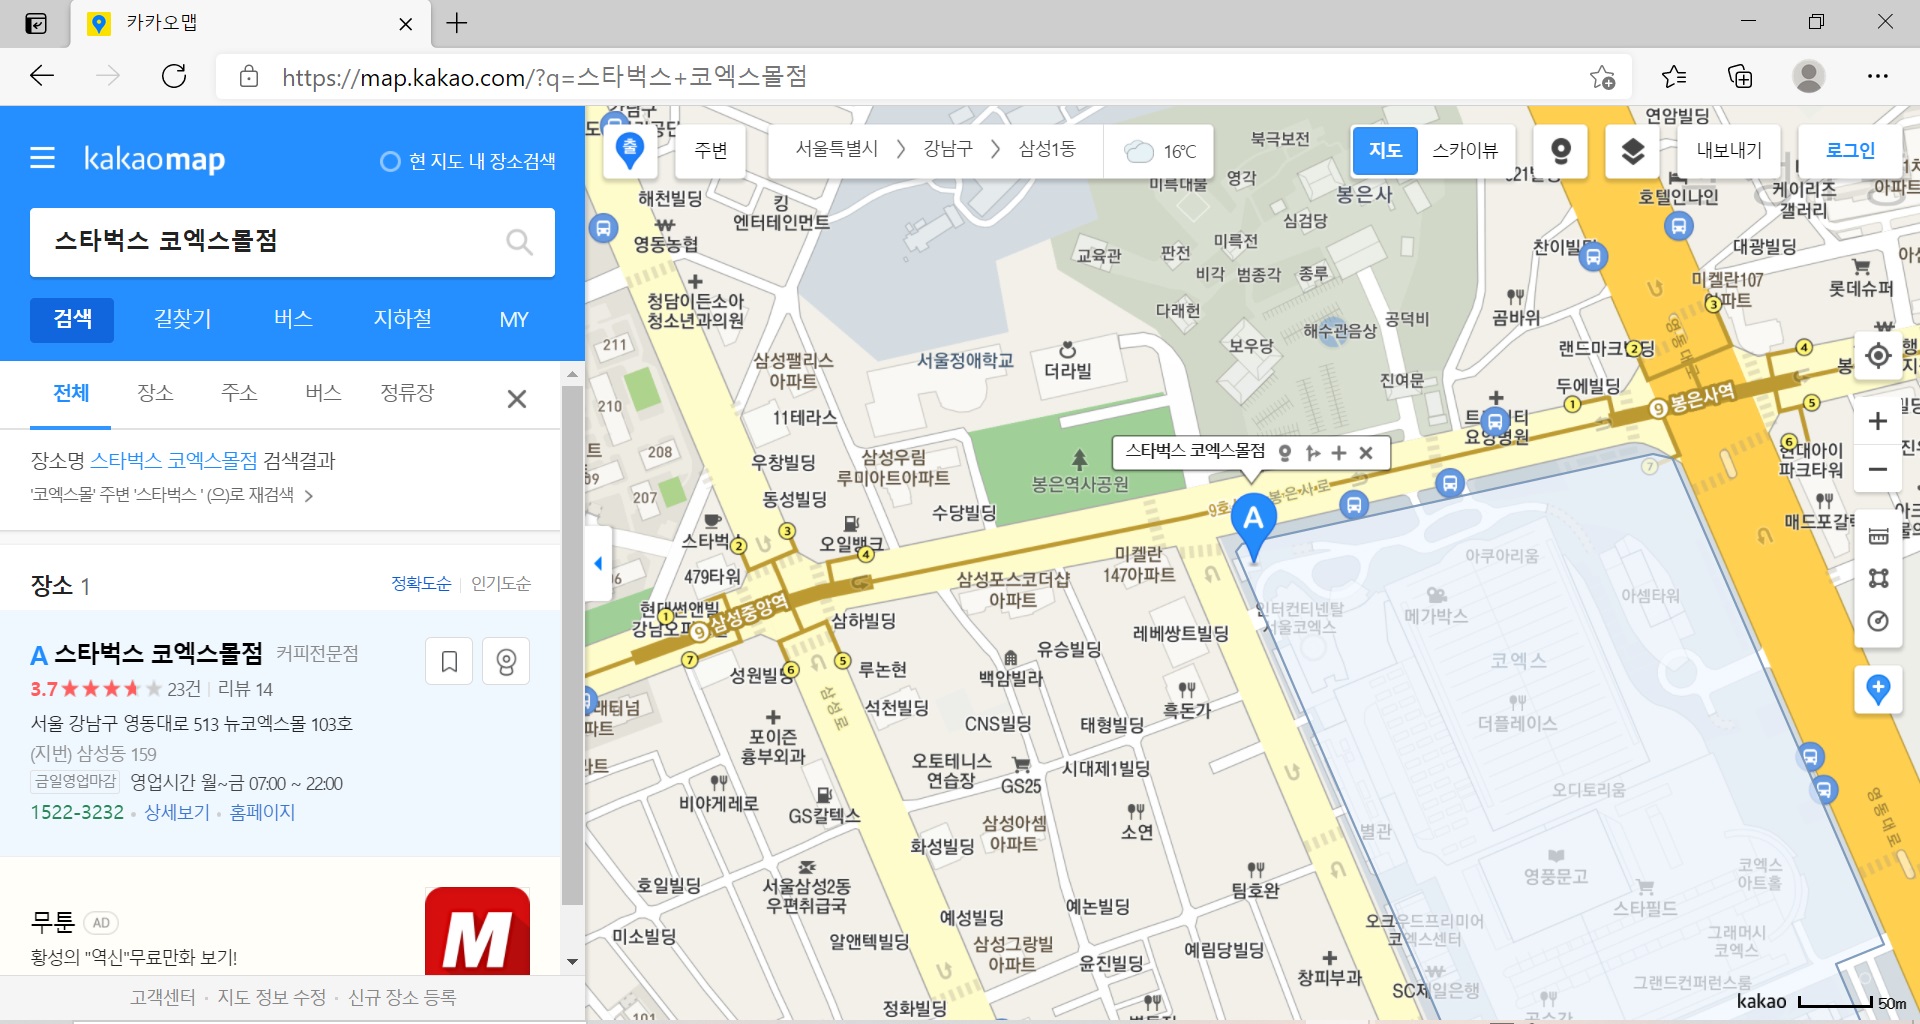 카카오맵
https://map.kakao.com/?q=스타벅스+코엑스몰점
kakaomap
현 지도 내 장소검색
스타벅스 코엑스몰점
검색 길찾기 버스 지하철 MY
전체 장소 주소 버스 정류장
장소명 스타벅스 코엑스몰점 검색결과
'코엑스몰' 주변 '스타벅스 ' (으)로 재검색 >
장소 1
정확도순 | 인기도순
A 스타벅스 코엑스몰점 커피전문점
3.7★★★★★ 23건 | 리뷰 14
서울 강남구 영동대로 513 뉴코엑스몰 103호
(지번) 삼성동 159
금일영업마감 영업시간 월~금 07:00 ~ 22:00
1522-3232 • 상세보기 • 홈페이지
무툰 AD
황성의 "역신"무료만화 보기!
M
고객센터 · 지도 정보 수정 · 신규 장소 등록
출
주변
서울특별시 > 강남구 > 삼성1동
16℃
지도 스카이뷰
내보내기
로그인
연암빌딩
북극보전
해천빌딩
킹
엔터테인먼트
영동농협
미륵대불
영각
봉은사
심검당
호텔인나인
케이리즈
갤러리
미륵전
판전
교육관
비각
범종각
종루
찬이빌딩
대광빌딩
미켈란107
아파트
롯데슈퍼
청담이든소아
청소년과의원
다래헌
해수관음상
공덕비
곰바위
211
삼성팰리스
아파트
서울정애학교
더라빌
보우당
랜드마크빌딩
진여문
두에빌딩
210
11테라스
9 봉은사역
영동대로
208
우창빌딩
삼성우림
루미아트아파트
봉은역사공원
스타벅스 코엑스몰점
207
동성빌딩
수당빌딩
봉은사로
A
현대아이
파크타워
스타벅스
오일뱅크
매드포갈릭
479타워
미켈란
147아파트
삼성포스코더샵
아파트
아쿠아리움
메가박스
아셈타워
인터컨티넨탈
서울코엑스
9 삼성중앙역
삼하빌딩
레베쌍트빌딩
유승빌딩
코엑스
성원빌딩
루논현
백암빌라
흑돈가
더플레이스
삼성로
석천빌딩
CNS빌딩
태형빌딩
포이즌
흉부외과
오토테니스
연습장
GS25
시대제1빌딩
비야게레로
GS칼텍스
소연
오디토리움
영동대로
삼성아셈
아파트
별관
화성빌딩
영풍문고
코엑스
아트홀
호일빌딩
서울삼성2동
우편취급국
팀호완
스타필드
예성빌딩
예논빌딩
오크우드프리미어
코엑스센터
그래머시
코엑스
미소빌딩
알앤텍빌딩
삼성그랑빌
아파트
예림당빌딩
윤진빌딩
창피부과
SC제일은행
그랜드컨퍼런스룸
정화빌딩
kakao 50m